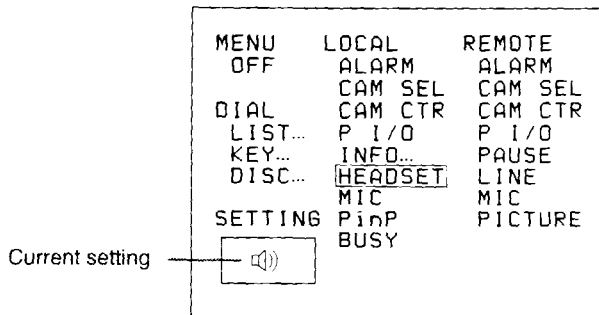 MENU LOCAL REMOTE
OFF ALARM ALARM
CAM SEL CAM SEL
DIAL CAM CTR CAM CTR
LIST... P I/O P I/O
KEY... INFO... PAUSE
DISC... HEADSET LINE
MIC MIC
SETTING PinP PICTURE
BUSY
Current setting